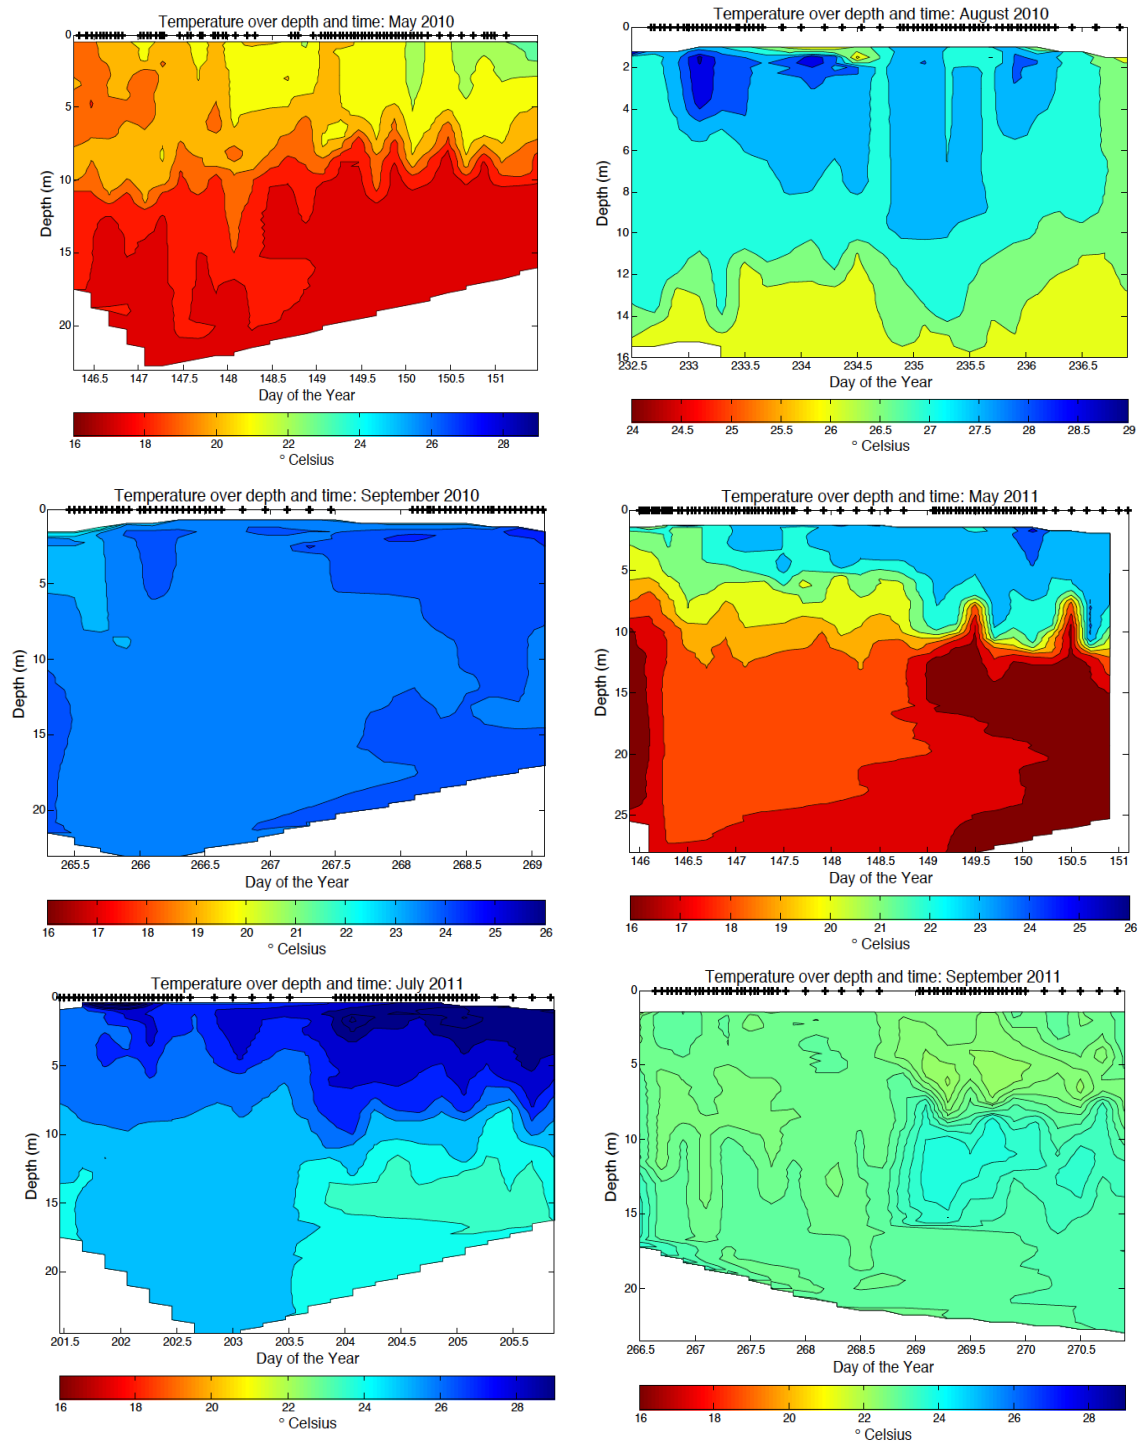 Temperature over depth and time: May 2010
0
5
10
15
20
Depth (m)
146.5 147 147.5 148 148.5 149 149.5 150 150.5 151
Day of the Year
16 18 20 22 24 26 28
° Celsius
Temperature over depth and time: August 2010
0
2
4
6
8
10
12
14
16
Depth (m)
232.5 233 233.5 234 234.5 235 235.5 236 236.5
Day of the Year
24 24.5 25 25.5 26 26.5 27 27.5 28 28.5 29
° Celsius
Temperature over depth and time: September 2010
0
5
10
15
20
Depth (m)
265.5 266 266.5 267 267.5 268 268.5 269
Day of the Year
16 17 18 19 20 21 22 23 24 25 26
° Celsius
Temperature over depth and time: May 2011
0
5
10
15
20
25
Depth (m)
146 146.5 147 147.5 148 148.5 149 149.5 150 150.5 151
Day of the Year
16 17 18 19 20 21 22 23 24 25 26
° Celsius
Temperature over depth and time: July 2011
0
5
10
15
20
Depth (m)
201.5 202 202.5 203 203.5 204 204.5 205 205.5
Day of the Year
16 18 20 22 24 26 28
° Celsius
Temperature over depth and time: September 2011
0
5
10
15
20
Depth (m)
266.5 267 267.5 268 268.5 269 269.5 270 270.5
Day of the Year
16 18 20 22 24 26 28
° Celsius